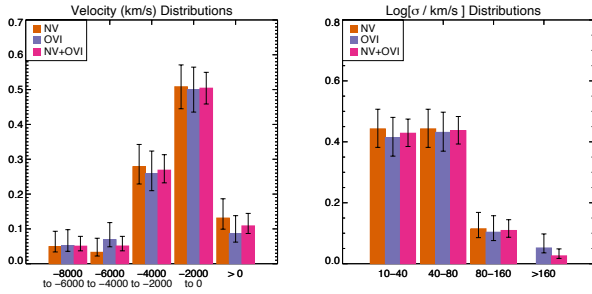 Velocity (km/s) Distributions
NV
OVI
NV+OVI
0.7
0.6
0.5
0.4
0.3
0.2
0.1
0.0
-8000 -6000 -4000 -2000 > 0
to -6000 to -4000 to -2000 to 0
Log[σ / km/s ] Distributions
NV
OVI
NV+OVI
0.8
0.6
0.4
0.2
0.0
10-40 40-80 80-160 >160